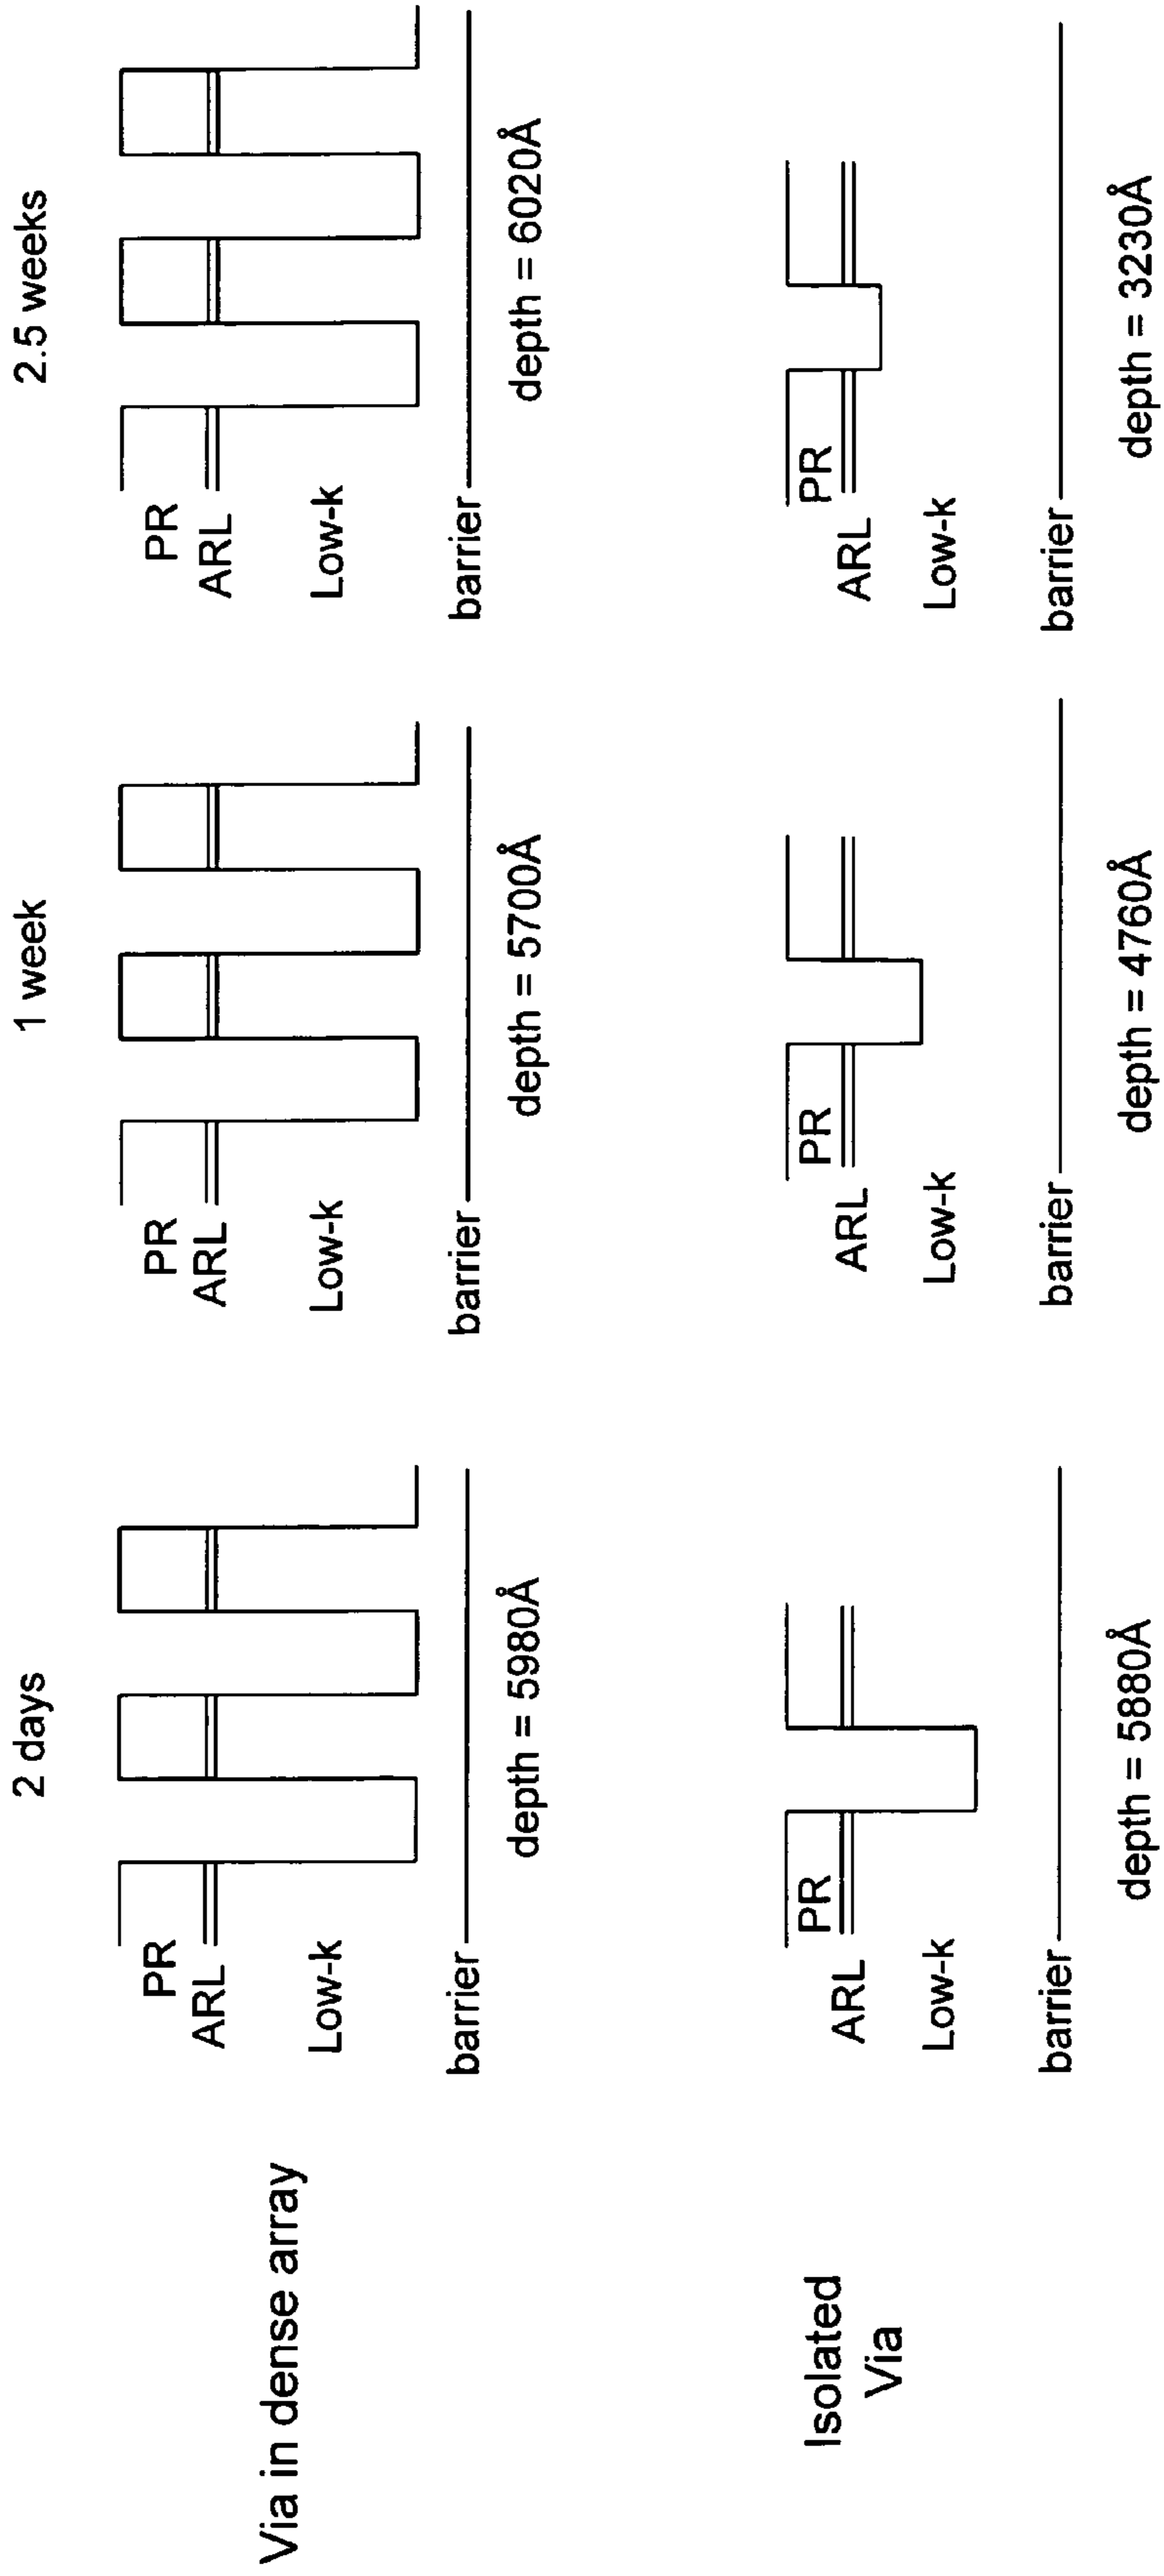 2 days
1 week
2.5 weeks
Via in dense array
PR
ARL
Low-k
barrier
depth = 5980Å
PR
ARL
Low-k
barrier
depth = 5700Å
PR
ARL
Low-k
barrier
depth = 6020Å
Isolated
Via
PR
ARL
Low-k
barrier
depth = 5880Å
PR
ARL
Low-k
barrier
depth = 4760Å
PR
ARL
Low-k
barrier
depth = 3230Å